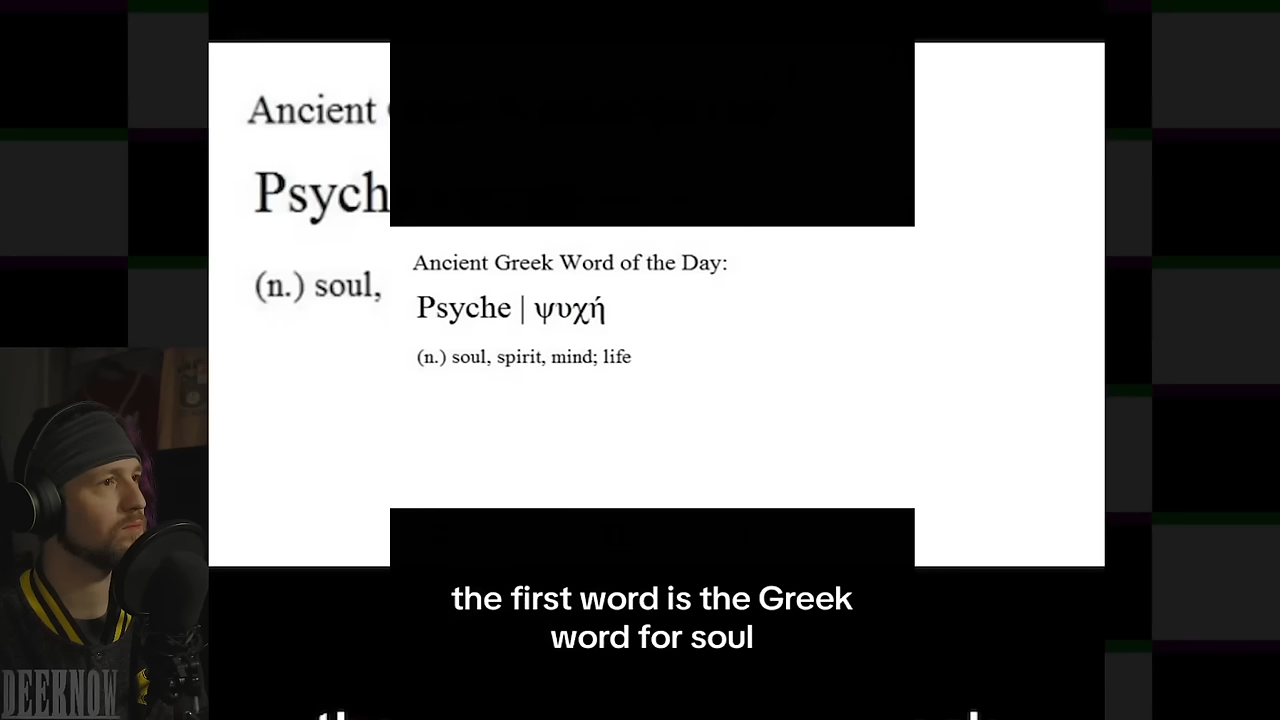 Ancient
Psych
(n.) soul,
Ancient Greek Word of the Day:
Psyche | ψυχή
(n.) soul, spirit, mind; life
the first word is the Greek
word for soul
DEEKNOW